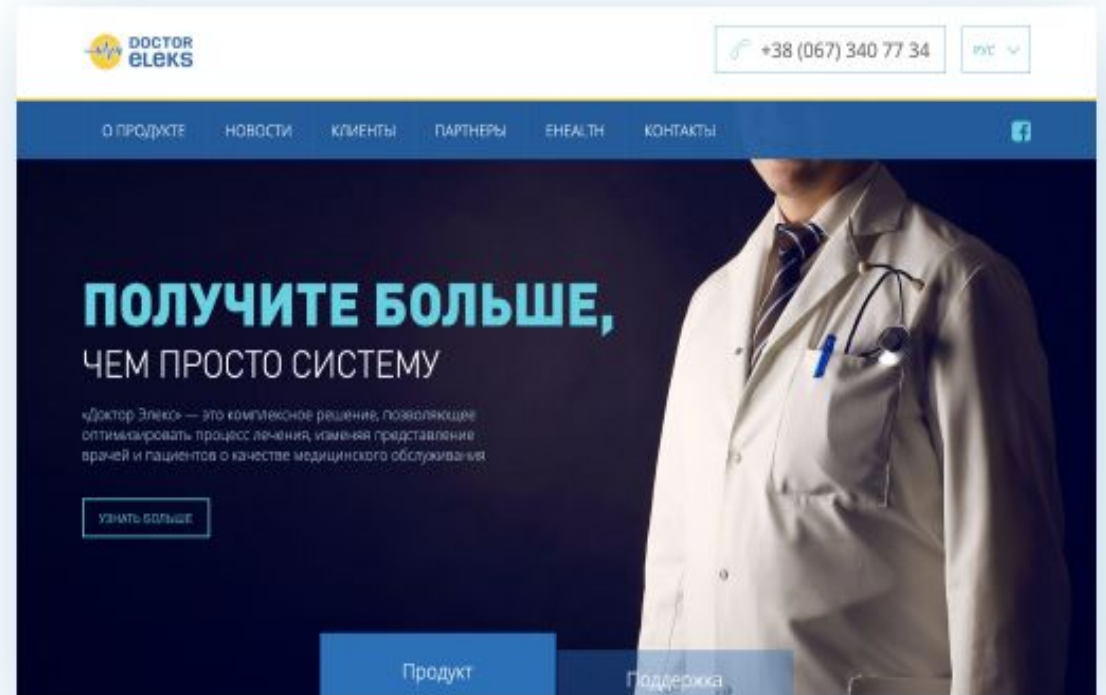 DOCTOR
eLeKs
+38 (067) 340 77 34
РУС
О ПРОДУКТЕ НОВОСТИ КЛИЕНТЫ ПАРТНЕРЫ EHEALTH КОНТАКТЫ
ПОЛУЧИТЕ БОЛЬШЕ,
ЧЕМ ПРОСТО СИСТЕМУ
«Доктор Элекс» — это комплексное решение, позволяющее
оптимизировать процесс лечения, изменяя представление
врачей и пациентов о качестве медицинского обслуживания
УЗНАТЬ БОЛЬШЕ
Продукт
Поддержка